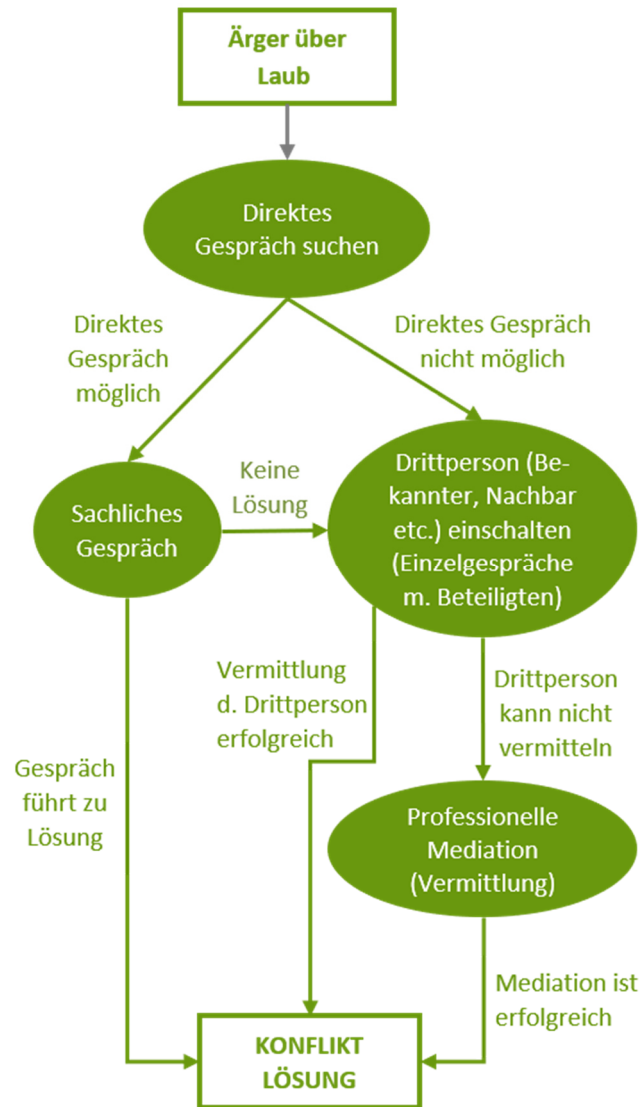 Ärger über
Laub
Direktes
Gespräch suchen
Direktes
Gespräch
möglich
Direktes Gespräch
nicht möglich
Sachliches
Gespräch
Keine
Lösung
Drittperson (Be-
kannter, Nachbar
etc.) einschalten
(Einzelgespräche
m. Beteiligten)
Vermittlung
d. Drittperson
erfolgreich
Drittperson
kann nicht
vermitteln
Gespräch
führt zu
Lösung
Professionelle
Mediation
(Vermittlung)
Mediation ist
erfolgreich
KONFLIKT
LÖSUNG